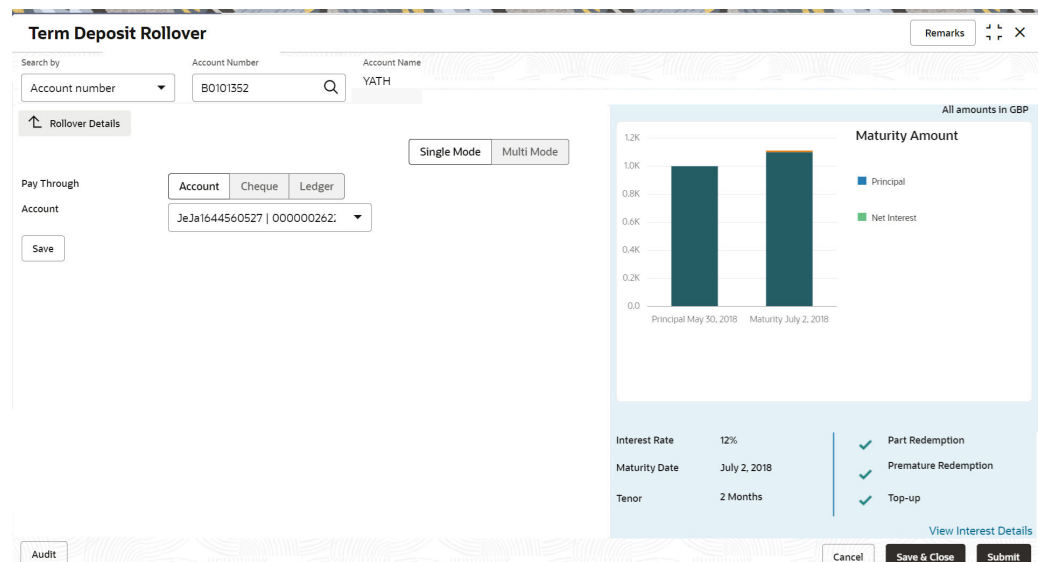 Term Deposit Rollover
Remarks
Search by
Account Number
Account Name
Account number
B0101352
YATH
Rollover Details
All amounts in GBP
Single Mode
Multi Mode
Pay Through
Account
Cheque
Ledger
Account
JeJa1644560527 | 0000002622
Save
Maturity Amount
1.2K
1.0K
0.8K
0.6K
0.4K
0.2K
0.0
Principal May 30, 2018
Maturity July 2, 2018
Principal
Net Interest
Interest Rate 12%
Maturity Date July 2, 2018
Tenor 2 Months
Part Redemption
Premature Redemption
Top-up
View Interest Details
Audit
Cancel
Save & Close
Submit